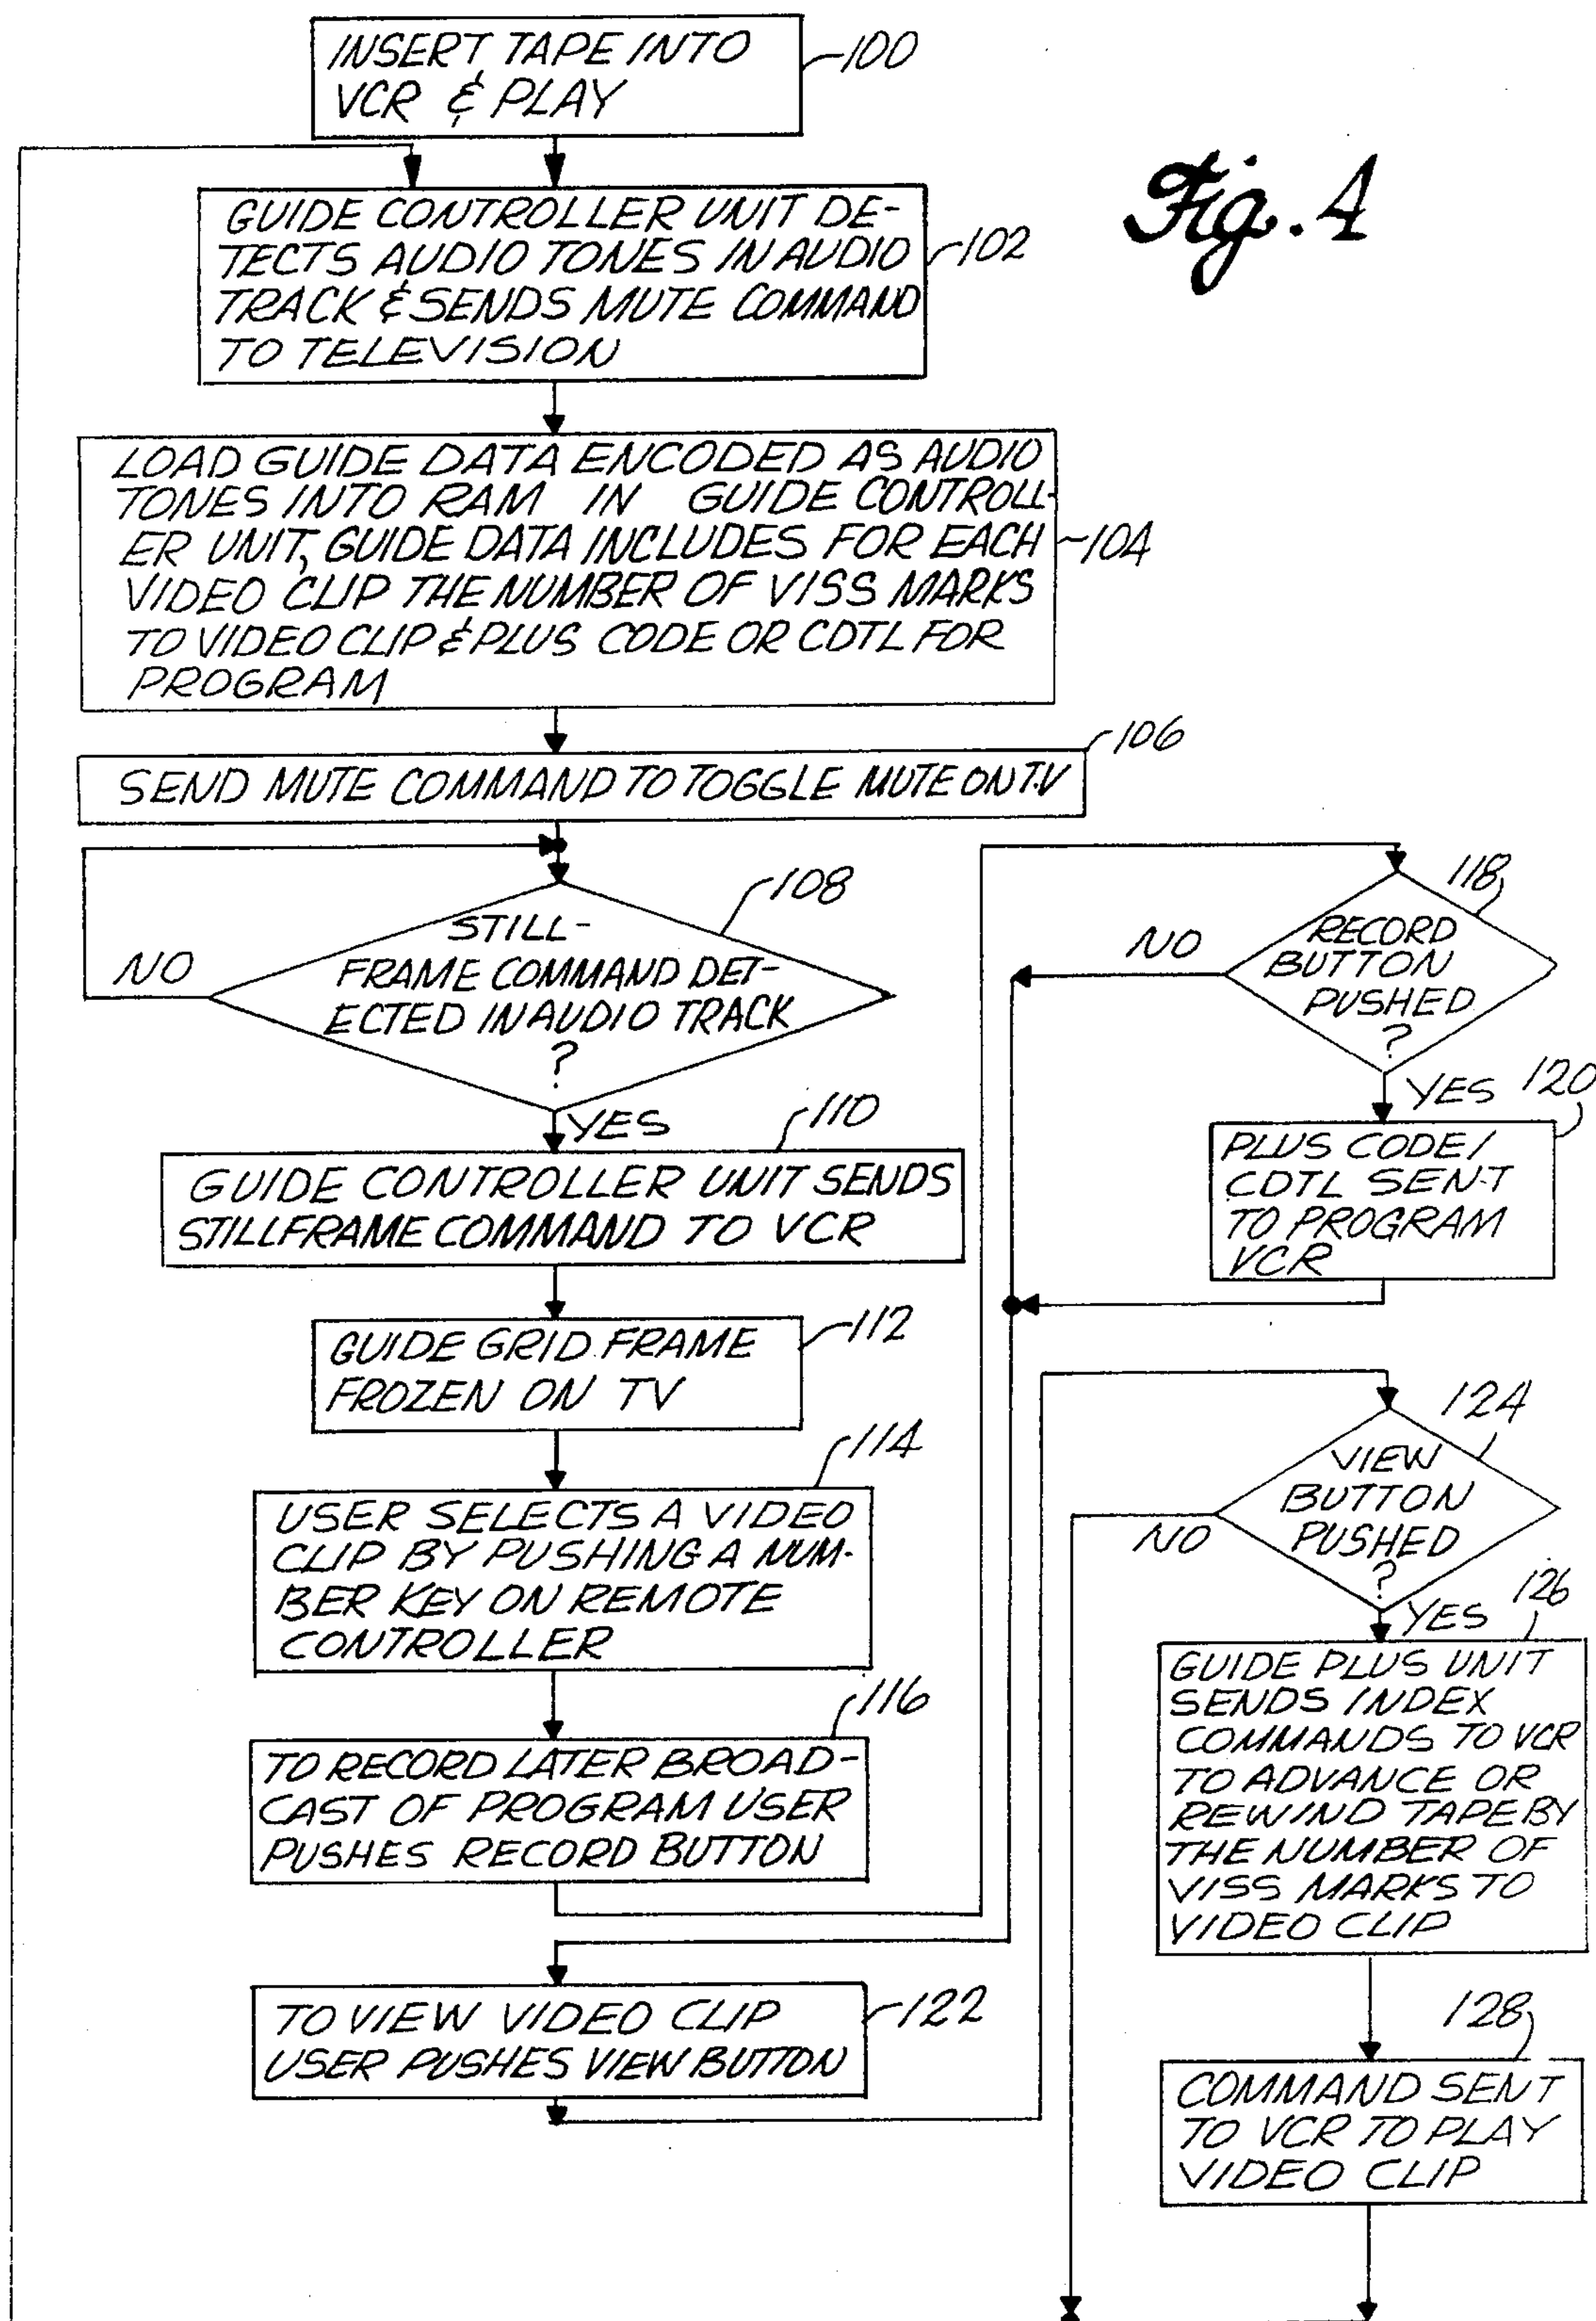 INSERT TAPE INTO
VCR & PLAY
100
Fig. 4
GUIDE CONTROLLER UNIT DE-
TECTS AUDIO TONES IN AUDIO
TRACK & SENDS MUTE COMMAND
TO TELEVISION
102
LOAD GUIDE DATA ENCODED AS AUDIO
TONES INTO RAM IN GUIDE CONTROLL-
ER UNIT, GUIDE DATA INCLUDES FOR EACH
VIDEO CLIP THE NUMBER OF VISS MARKS
TO VIDEO CLIP & PLUS CODE OR CDTL FOR
PROGRAM
104
106
SEND MUTE COMMAND TO TOGGLE MUTE ON T.V
108
STILL-
FRAME COMMAND DET-
ECTED IN AUDIO TRACK
?
NO
YES
110
GUIDE CONTROLLER UNIT SENDS
STILLFRAME COMMAND TO VCR
GUIDE GRID FRAME
FROZEN ON TV
112
114
USER SELECTS A VIDEO
CLIP BY PUSHING A NUM-
BER KEY ON REMOTE
CONTROLLER
116
TO RECORD LATER BROAD-
CAST OF PROGRAM USER
PUSHES RECORD BUTTON
118
RECORD
BUTTON
PUSHED
?
NO
YES
120
PLUS CODE/
CDTL SENT
TO PROGRAM
VCR
TO VIEW VIDEO CLIP
USER PUSHES VIEW BUTTON
122
124
VIEW
BUTTON
PUSHED
?
NO
YES
126
GUIDE PLUS UNIT
SENDS INDEX
COMMANDS TO VCR
TO ADVANCE OR
REWIND TAPE BY
THE NUMBER OF
VISS MARKS TO
VIDEO CLIP
128
COMMAND SENT
TO VCR TO PLAY
VIDEO CLIP